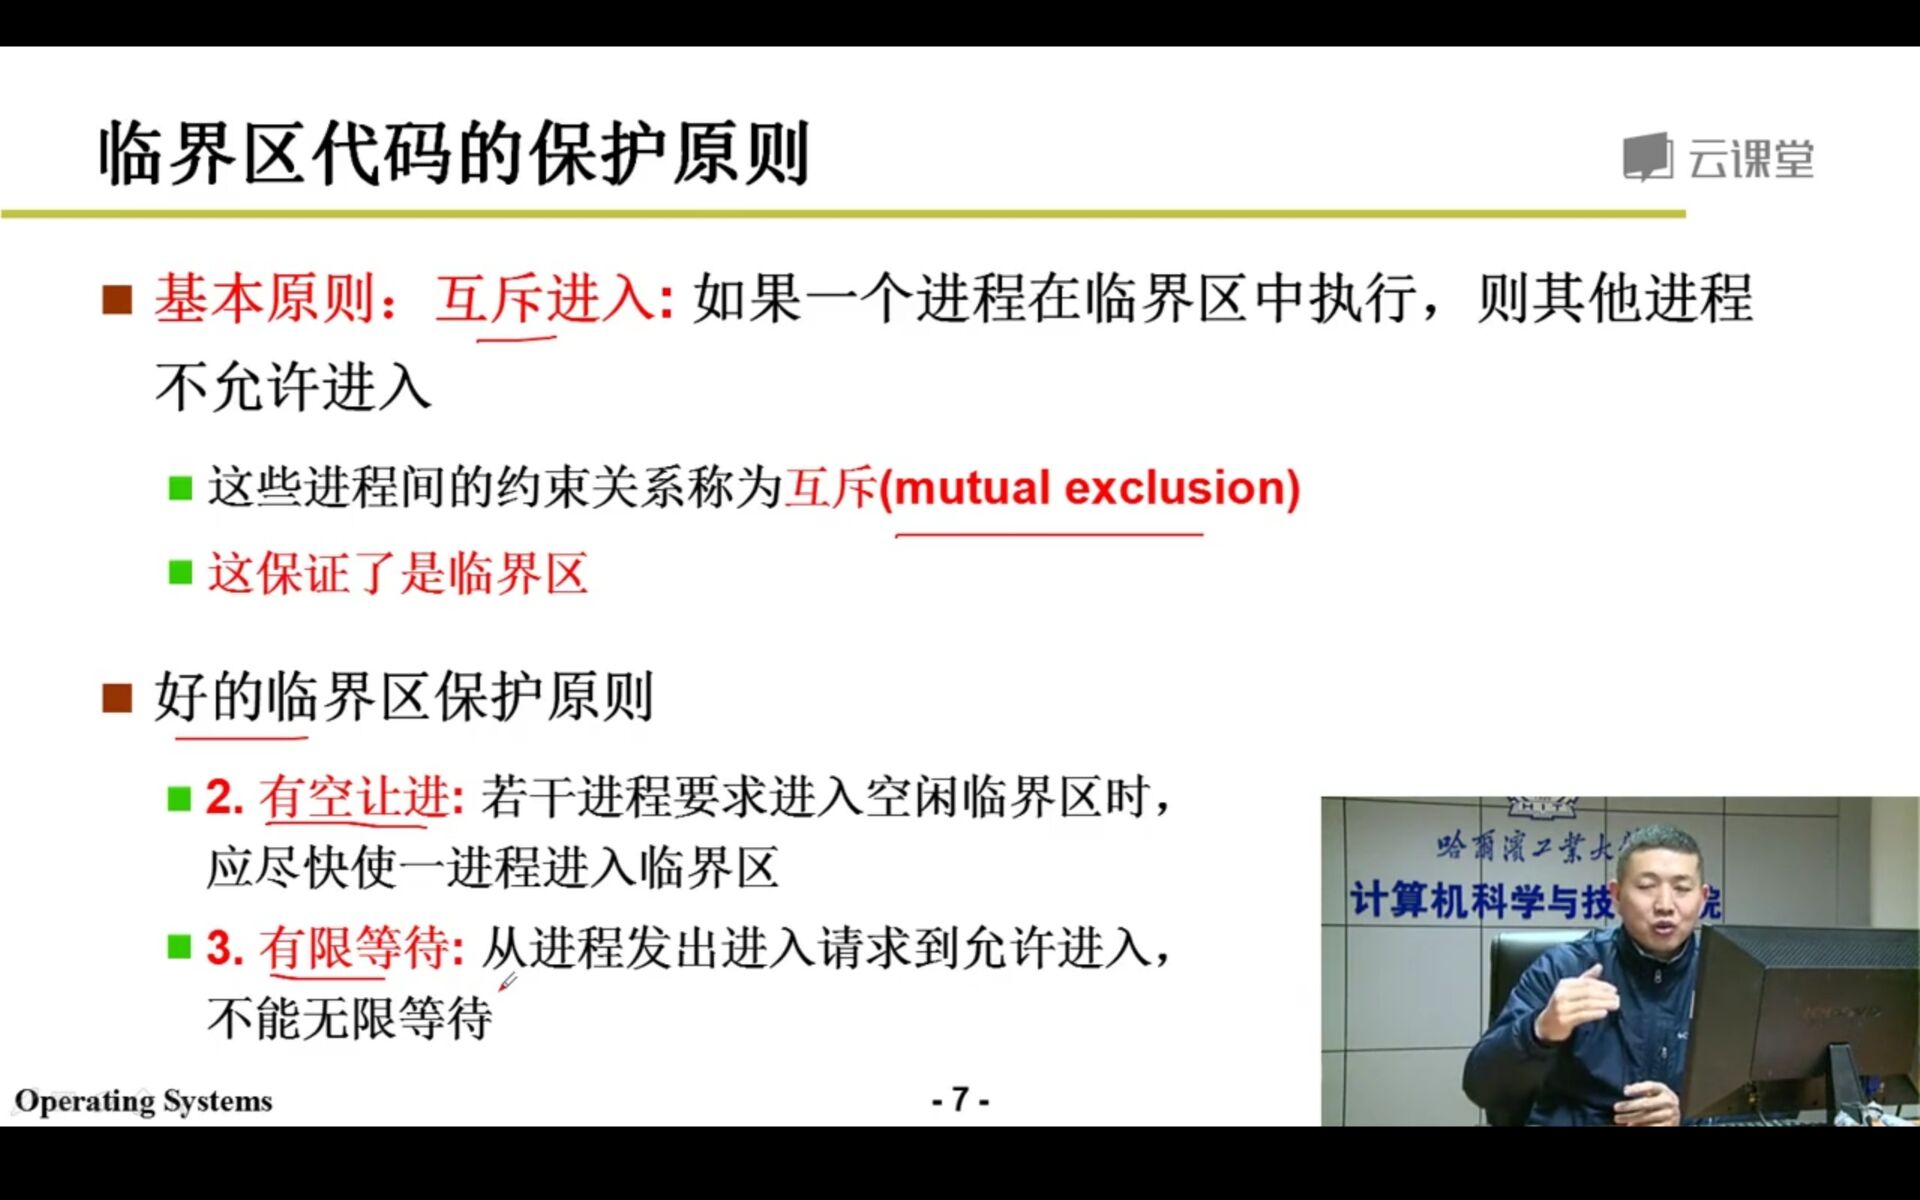 临界区代码的保护原则
云课堂
基本原则：互斥进入: 如果一个进程在临界区中执行，则其他进程
不允许进入
这些进程间的约束关系称为互斥(mutual exclusion)
这保证了是临界区
好的临界区保护原则
2. 有空让进: 若干进程要求进入空闲临界区时，
应尽快使一进程进入临界区
3. 有限等待: 从进程发出进入请求到允许进入，
不能无限等待
哈爾濱工業大
计算机科学与技 院
Operating Systems
- 7 -